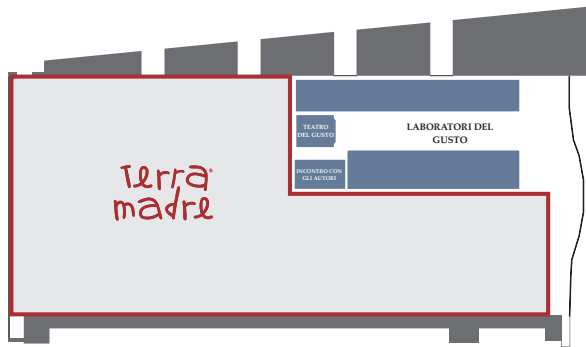 TEATRO
DEL GUSTO
LABORATORI DEL
GUSTO
INCONTRO CON
GLI AUTORI
Terra®
madre